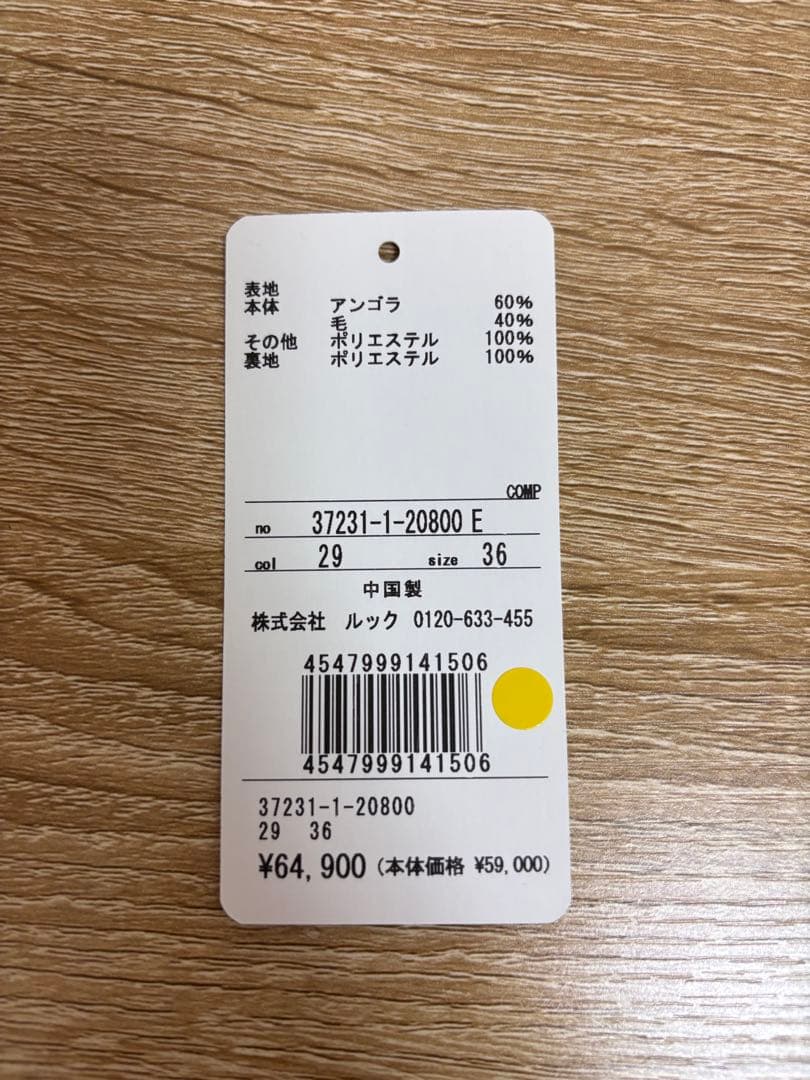 表地
本体 アンゴラ 60%
毛 40%
その他 ポリエステル 100%
裏地 ポリエステル 100%
COMP
no 37231-1-20800 E
col 29 size 36
中国製
株式会社 ルック 0120-633-455
4547999141506
4547999141506
37231-1-20800
29 36
¥64,900 (本体価格 ¥59,000)